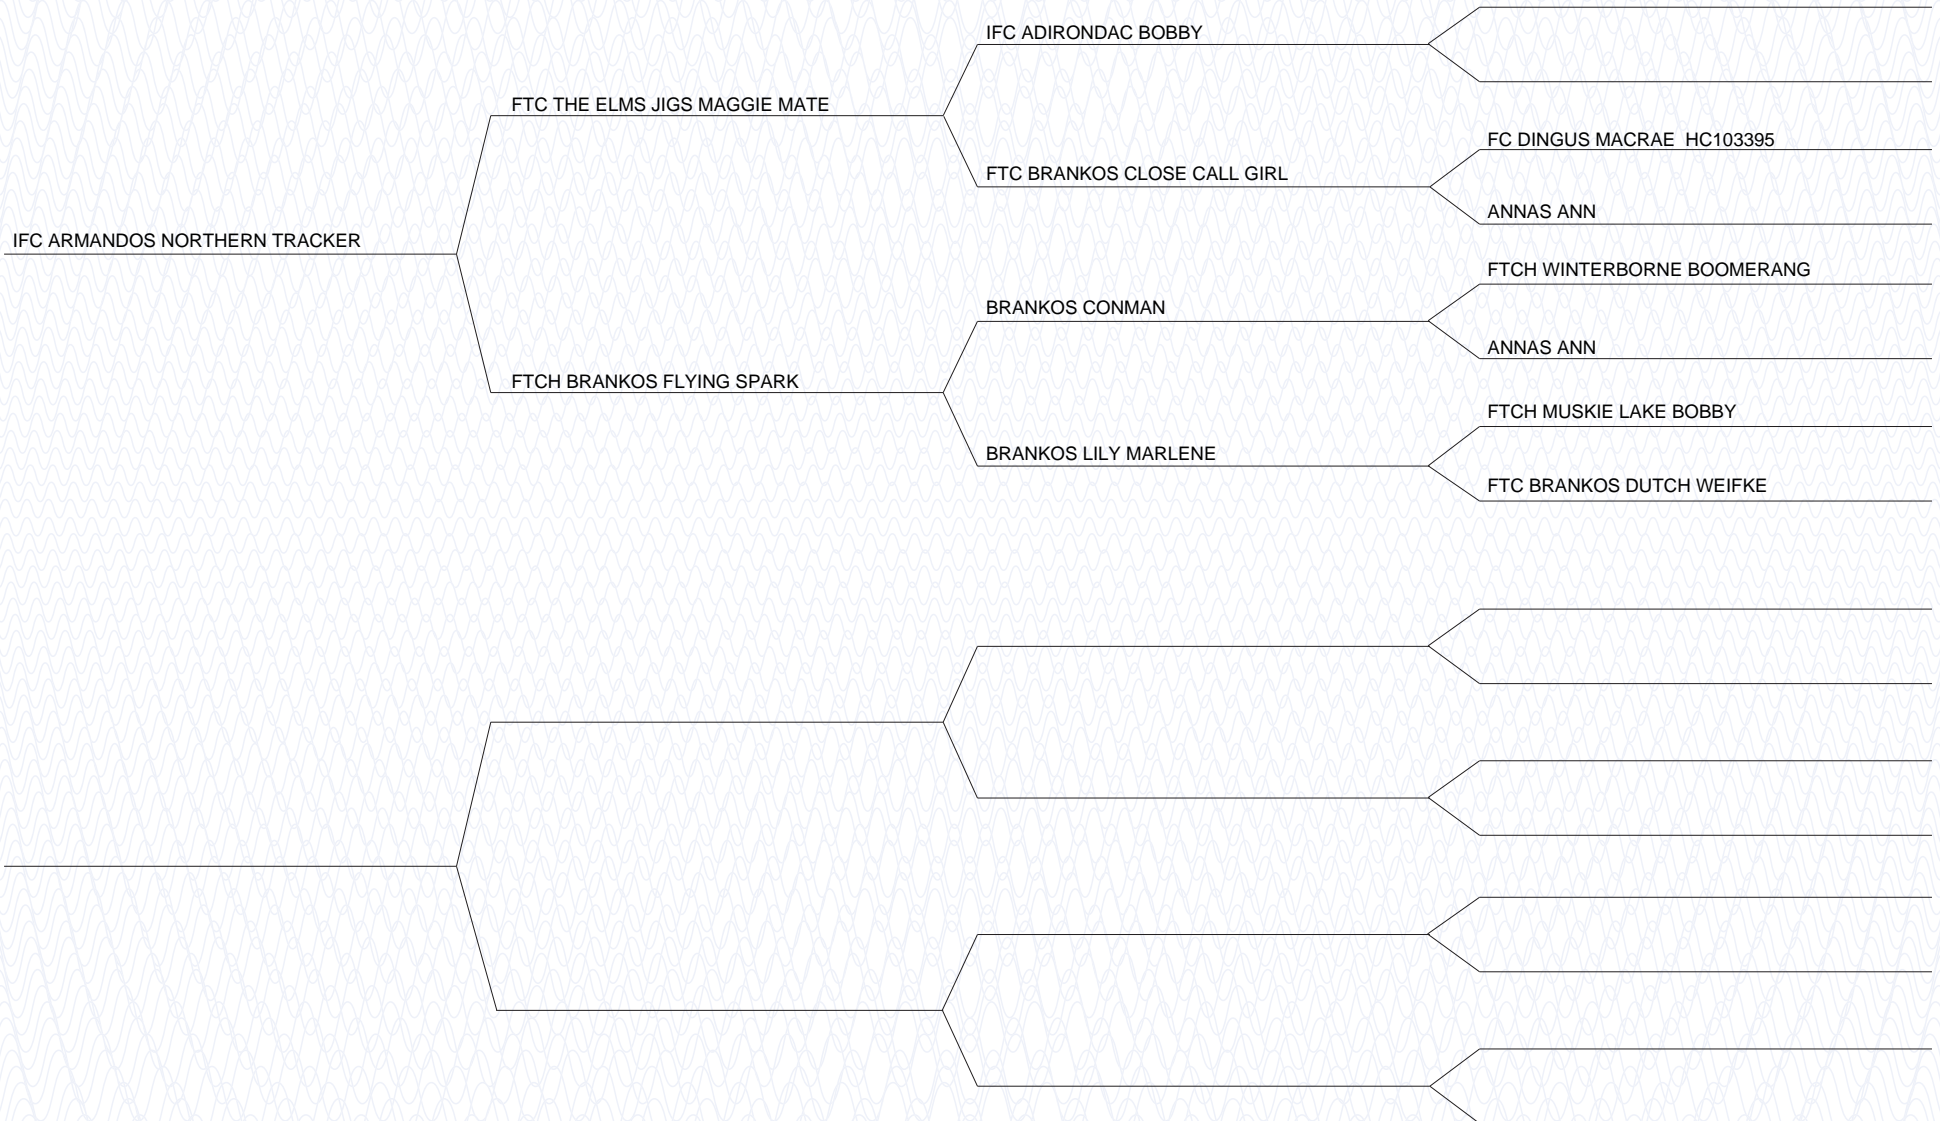 IFC ADIRONDAC BOBBY
FTC THE ELMS JIGS MAGGIE MATE
FC DINGUS MACRAE  HC103395
FTC BRANKOS CLOSE CALL GIRL
ANNAS ANN
IFC ARMANDOS NORTHERN TRACKER
FTCH WINTERBORNE BOOMERANG
BRANKOS CONMAN
ANNAS ANN
FTCH BRANKOS FLYING SPARK
FTCH MUSKIE LAKE BOBBY
BRANKOS LILY MARLENE
FTC BRANKOS DUTCH WEIFKE